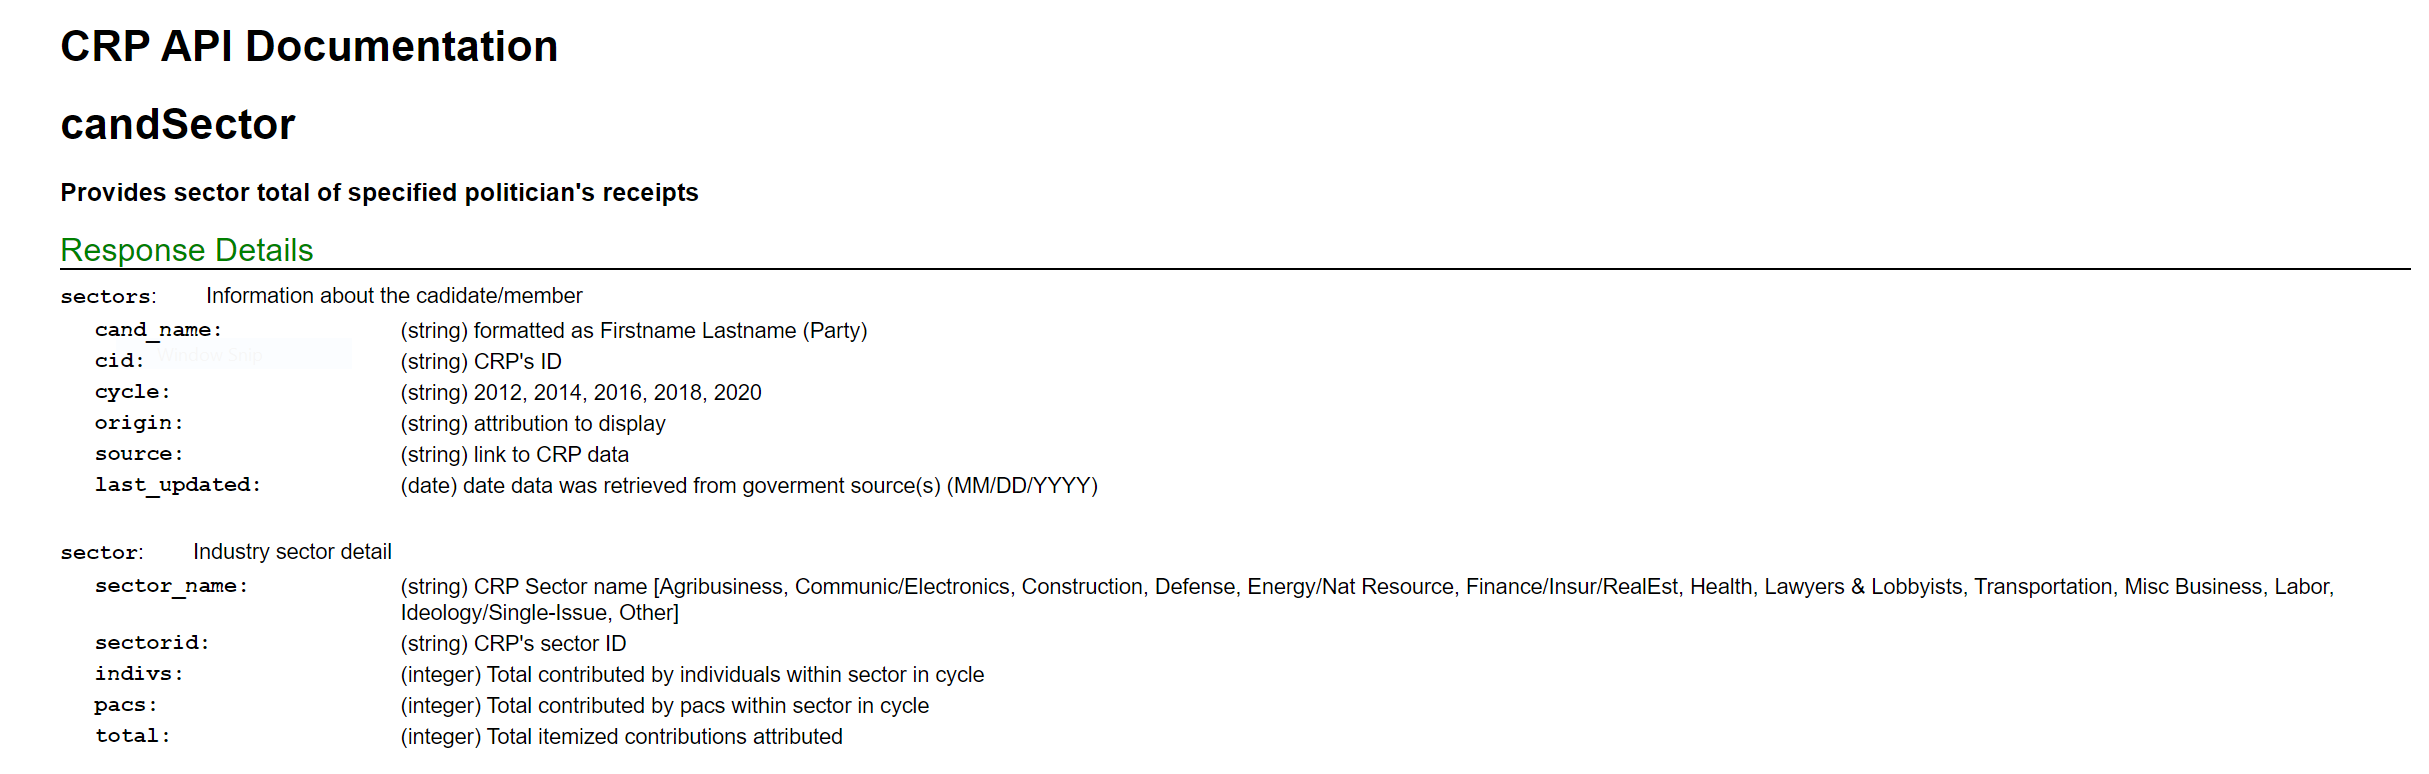 CRP API Documentation
candSector
Provides sector total of specified politician's receipts
Response Details
sectors: Information about the cadidate/member
cand_name: (string) formatted as Firstname Lastname (Party)
Window Snip
cid: (string) CRP's ID
cycle: (string) 2012, 2014, 2016, 2018, 2020
origin: (string) attribution to display
source: (string) link to CRP data
last_updated: (date) date data was retrieved from goverment source(s) (MM/DD/YYYY)
sector: Industry sector detail
sector_name: (string) CRP Sector name [Agribusiness, Communic/Electronics, Construction, Defense, Energy/Nat Resource, Finance/Insur/RealEst, Health, Lawyers & Lobbyists, Transportation, Misc Business, Labor,
Ideology/Single-Issue, Other]
sectorid: (string) CRP's sector ID
indivs: (integer) Total contributed by individuals within sector in cycle
pacs: (integer) Total contributed by pacs within sector in cycle
total: (integer) Total itemized contributions attributed